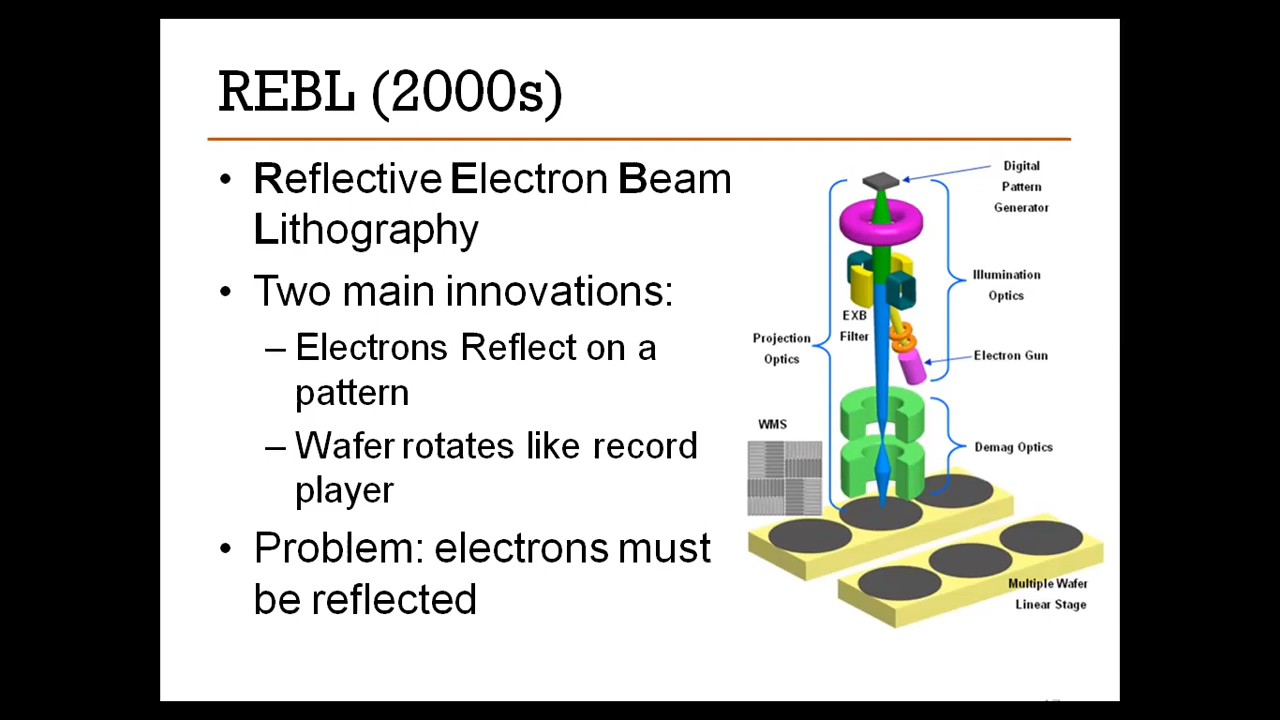 REBL (2000s)
• Reflective Electron Beam
Lithography
• Two main innovations:
– Electrons Reflect on a
pattern
– Wafer rotates like record
player
• Problem: electrons must
be reflected
Digital
Pattern
Generator
Illumination
Optics
EXB
Filter
Projection
Optics
Electron Gun
WMS
Demag Optics
Multiple Wafer
Linear Stage